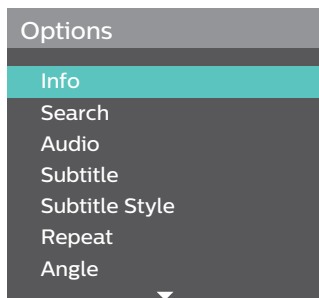 Options
Info
Search
Audio
Subtitle
Subtitle Style
Repeat
Angle